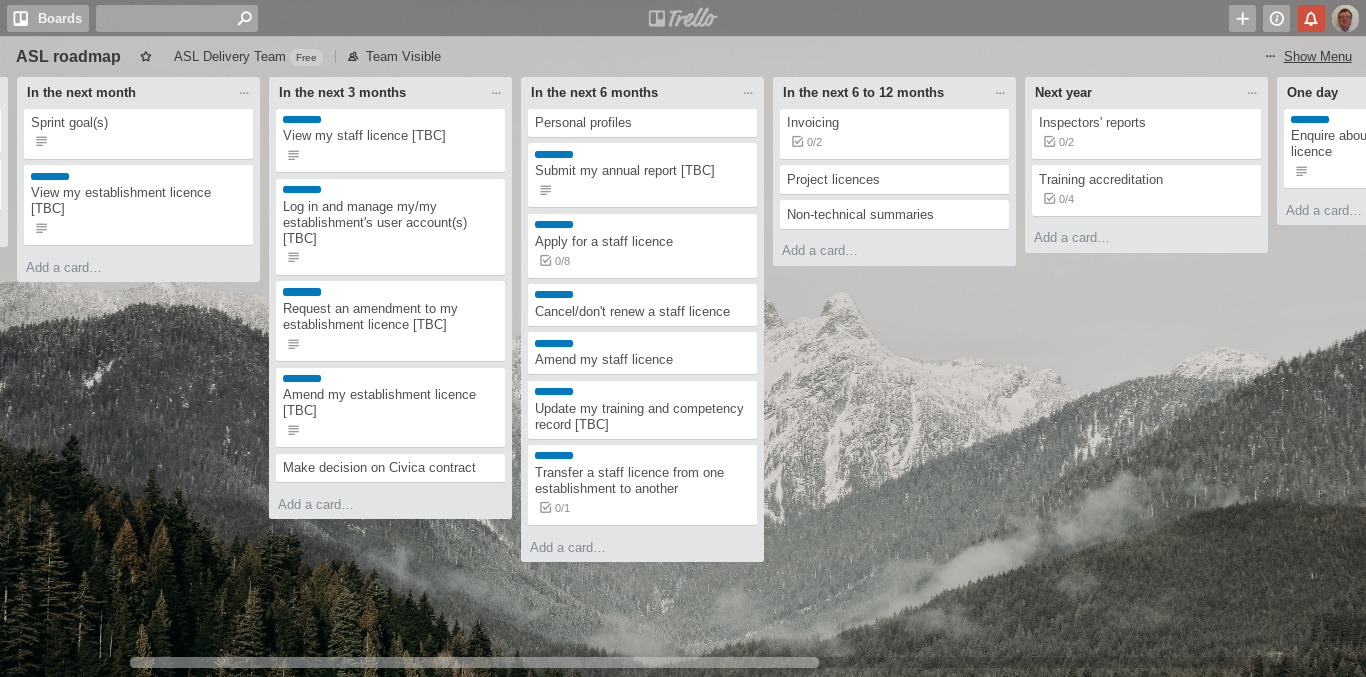 Boards
Trello
ASL roadmap
ASL Delivery Team Free
Team Visible
Show Menu
In the next month
Sprint goal(s)
View my establishment licence
[TBC]
Add a card…
In the next 3 months
View my staff licence [TBC]
Log in and manage my/my
establishment's user account(s)
[TBC]
Request an amendment to my
establishment licence [TBC]
Amend my establishment licence
[TBC]
Make decision on Civica contract
Add a card…
In the next 6 months
Personal profiles
Submit my annual report [TBC]
Apply for a staff licence
0/8
Cancel/don't renew a staff licence
Amend my staff licence
Update my training and competency
record [TBC]
Transfer a staff licence from one
establishment to another
0/1
Add a card…
In the next 6 to 12 months
Invoicing
0/2
Project licences
Non-technical summaries
Add a card…
Next year
Inspectors' reports
0/2
Training accreditation
0/4
Add a card…
One day
Enquire abou
licence
Add a card…